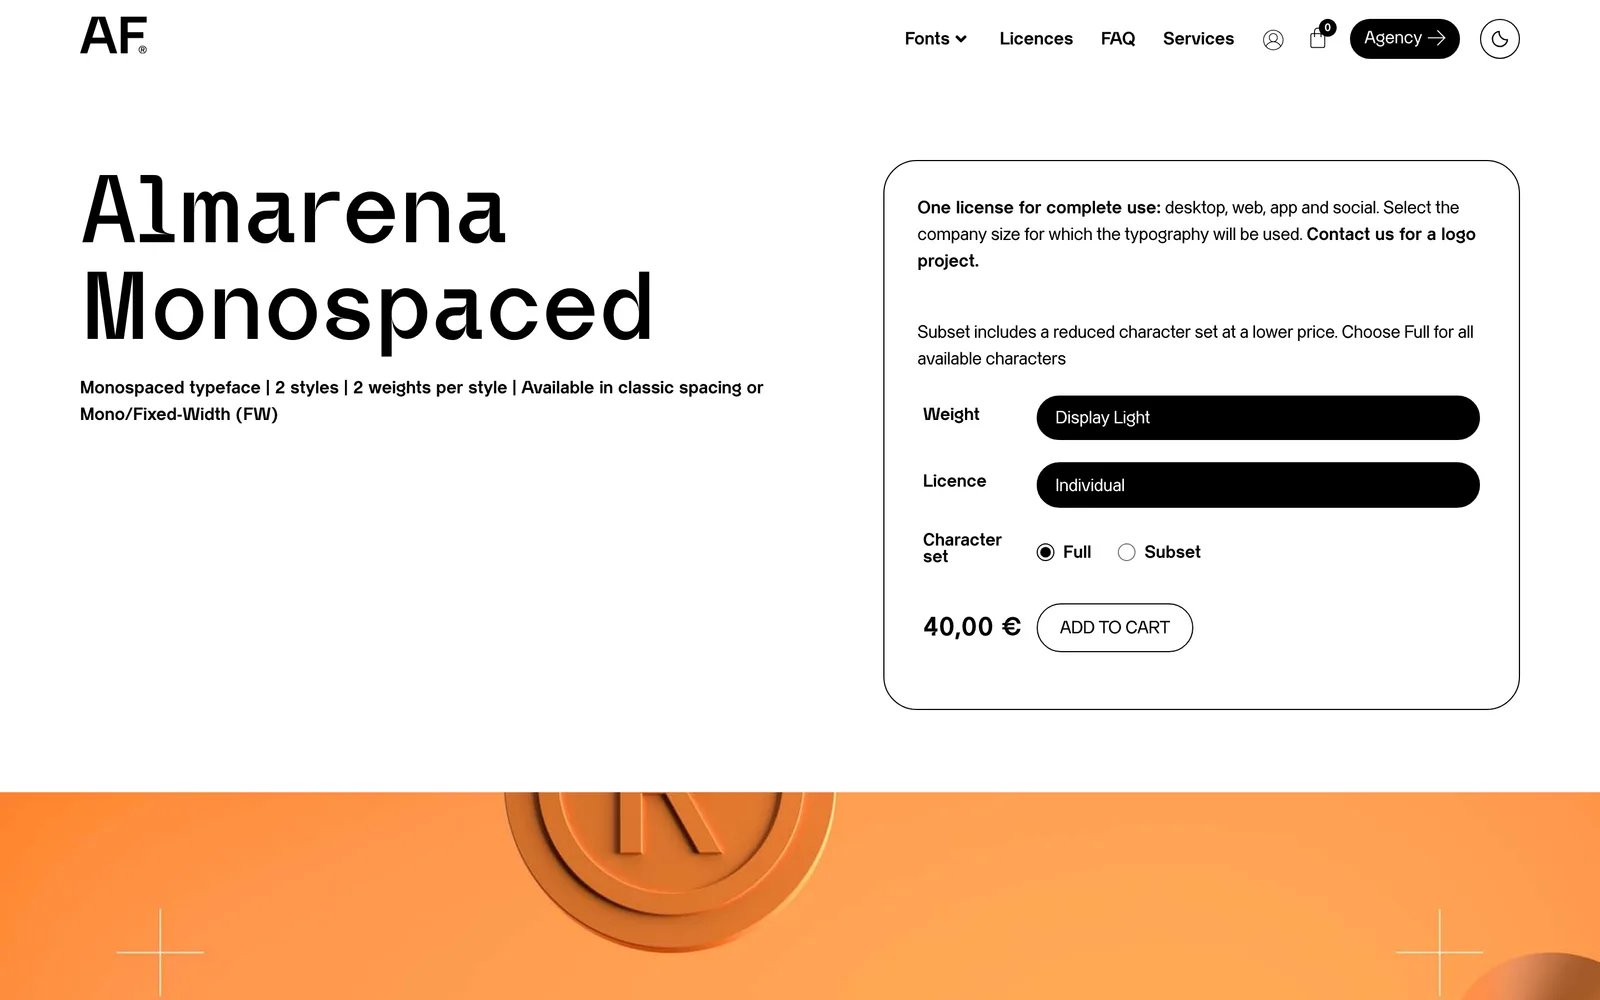 AF®
Fonts Licences FAQ Services 0 Agency →
Almarena
Monospaced
Monospaced typeface | 2 styles | 2 weights per style | Available in classic spacing or
Mono/Fixed-Width (FW)
One license for complete use: desktop, web, app and social. Select the
company size for which the typography will be used. Contact us for a logo
project.
Subset includes a reduced character set at a lower price. Choose Full for all
available characters
Weight Display Light
Licence Individual
Character
set
Full Subset
40,00 € ADD TO CART